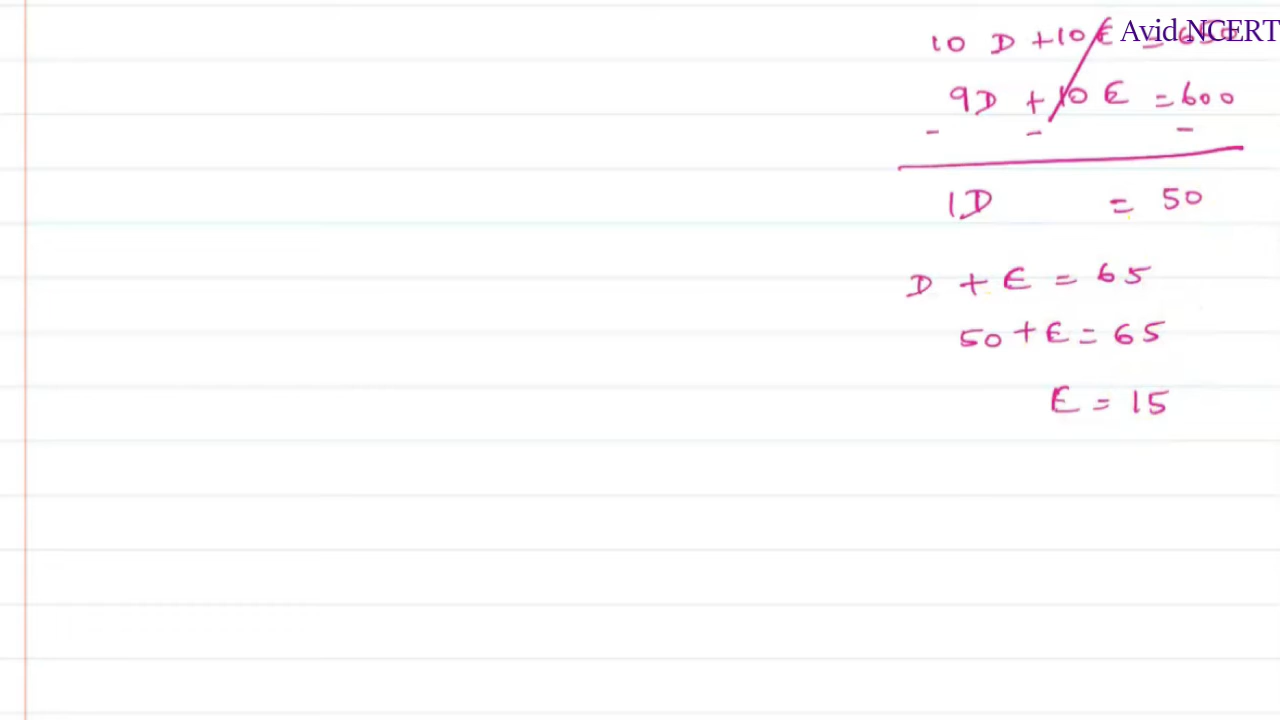 10 D + 10 E = 650
Avid NCERT
9D + 10 E = 600
- - -
1D = 50
D + E = 65
50 + E = 65
E = 15